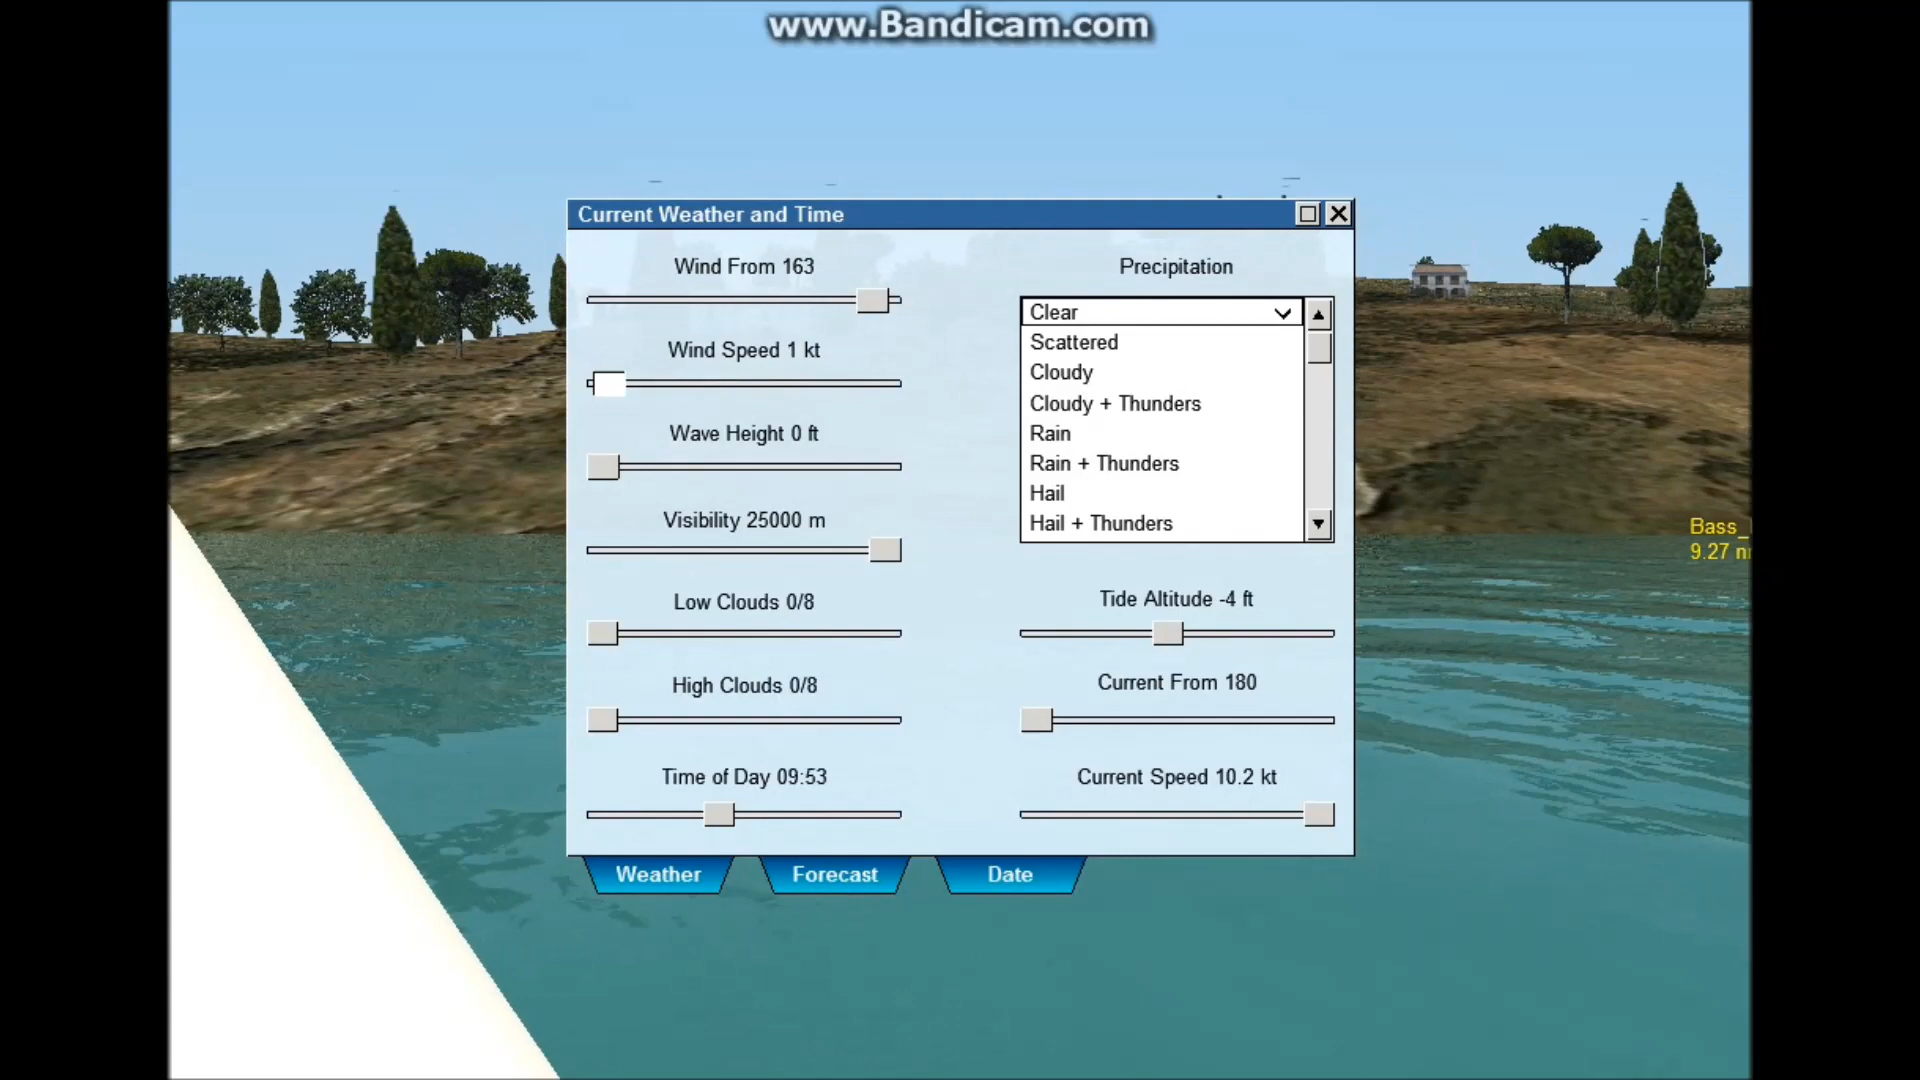 www.Bandicam.com
Current Weather and Time
Wind From 163
Wind Speed 1 kt
Wave Height 0 ft
Visibility 25000 m
Low Clouds 0/8
High Clouds 0/8
Time of Day 09:53
Precipitation
Clear
Scattered
Cloudy
Cloudy + Thunders
Rain
Rain + Thunders
Hail
Hail + Thunders
Tide Altitude -4 ft
Current From 180
Current Speed 10.2 kt
Weather
Forecast
Date
Bass_
9.27